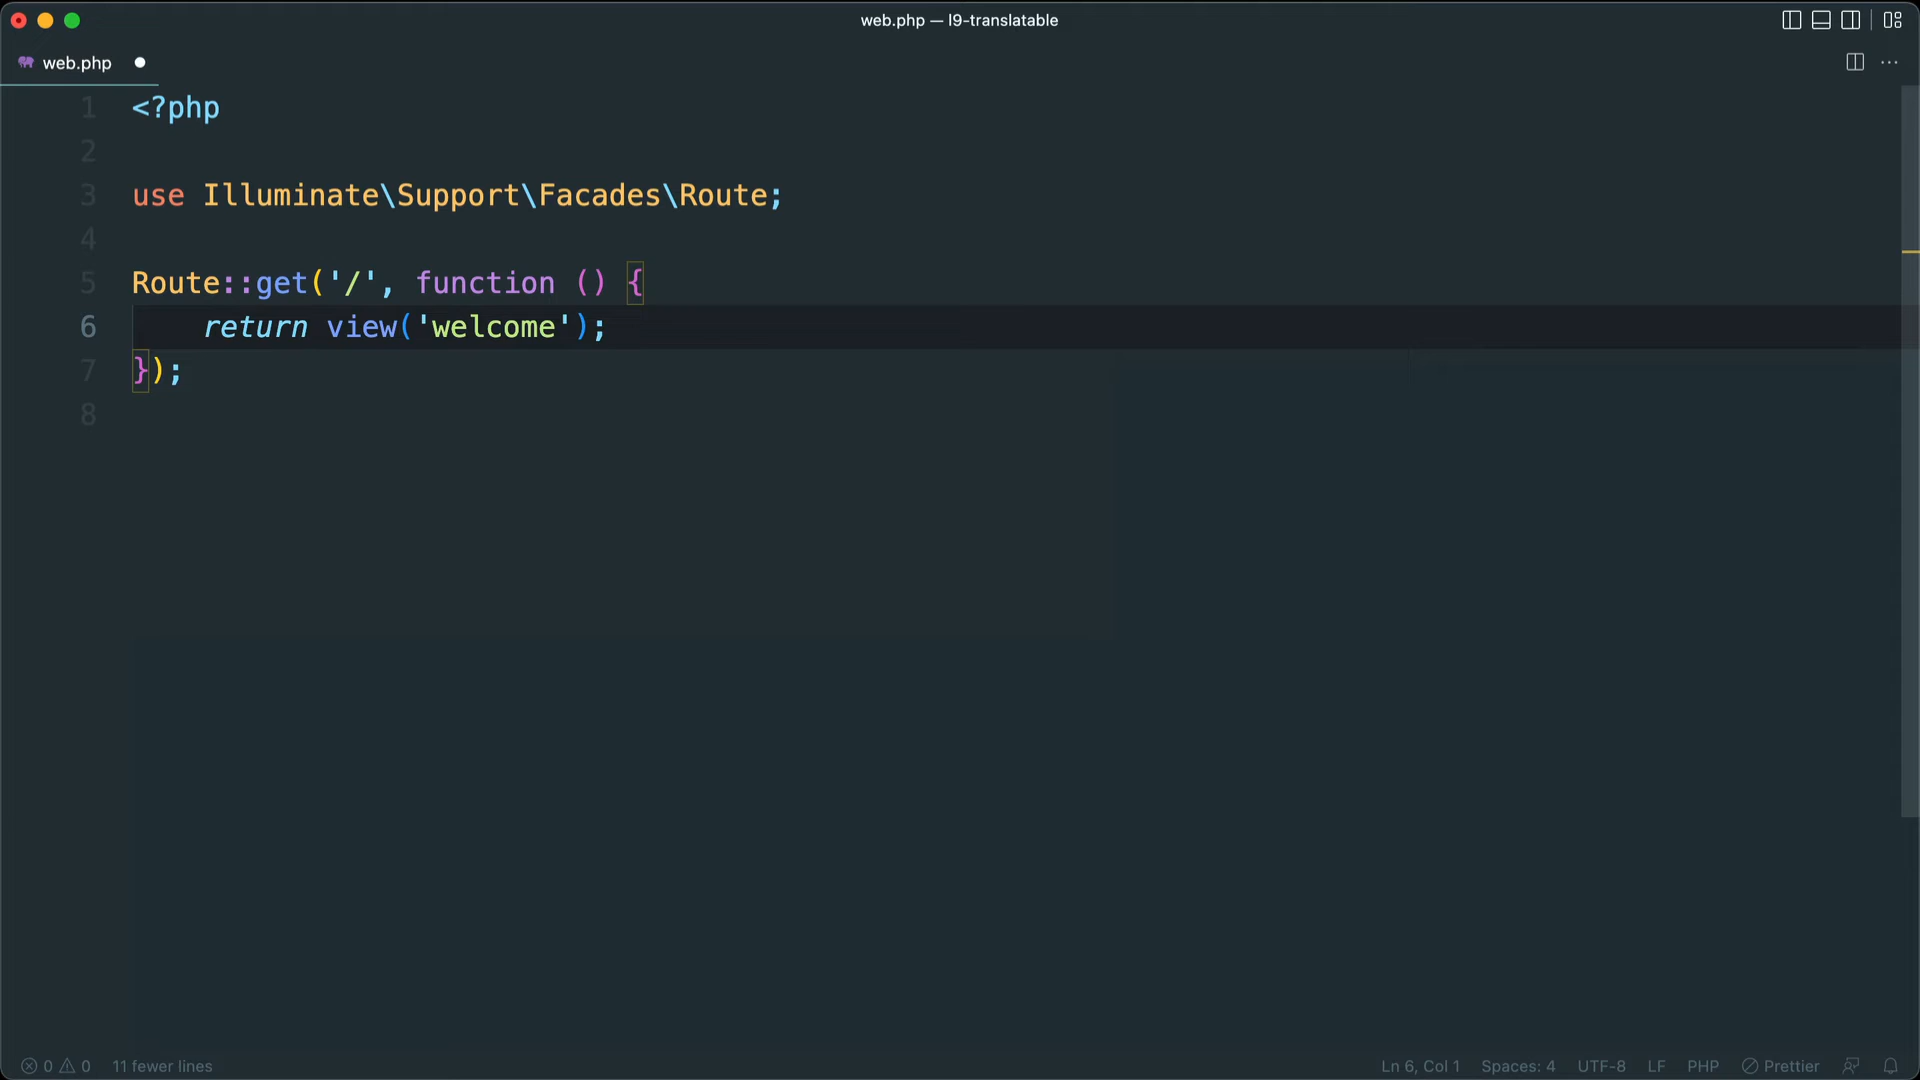 web.php — l9-translatable
web.php
1 <?php
2
3 use Illuminate\Support\Facades\Route;
4
5 Route::get('/', function () {
6     return view('welcome');
7 });
8
0 0 11 fewer lines Ln 6, Col 1 Spaces: 4 UTF-8 LF PHP Prettier